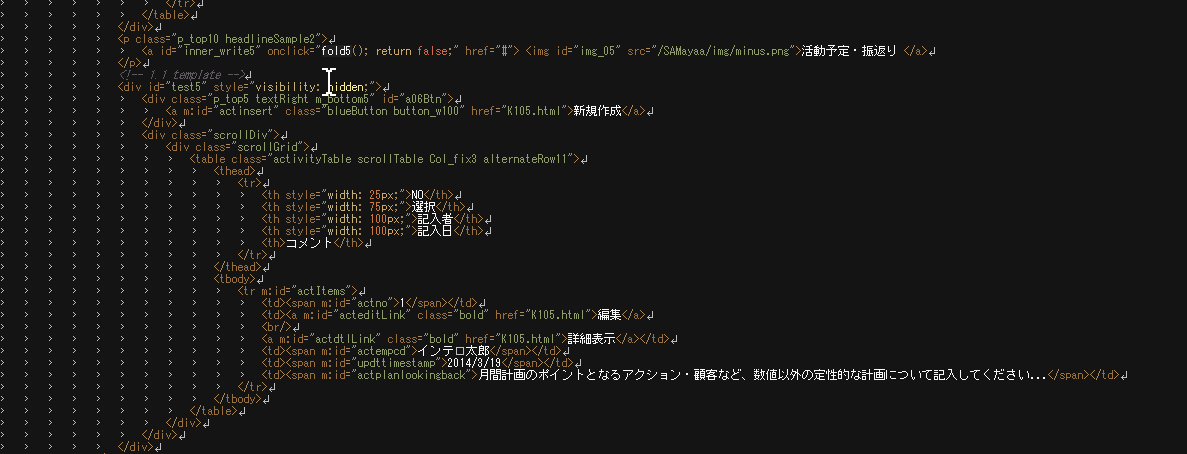 </tr>
</table>
</div>
<p class="p_top10 headlineSample2">
<a id="inner_write5" onclick="fold5(); return false;" href="#"> <img id="img_05" src="/SAMayaa/img/minus.png">活動予定・振返り </a>
</p>
<!-- 1.1 template -->
<div id="test5" style="visibility: hidden;">
<div class="p_top5 textRight m_bottom5" id="a06Btn">
<a m:id="actinsert" class="blueButton button_w100" href="K105.html">新規作成</a>
</div>
<div class="scrollDiv">
<div class="scrollGrid">
<table class="activityTable scrollTable Col_fix3 alternateRow11">
<thead>
<tr>
<th style="width: 25px;">NO</th>
<th style="width: 75px;">選択</th>
<th style="width: 100px;">記入者</th>
<th style="width: 100px;">記入日</th>
<th>コメント</th>
</tr>
</thead>
<tbody>
<tr m:id="actItems">
<td><span m:id="actno">1</span></td>
<td><a m:id="acteditLink" class="bold" href="K105.html">編集</a>
<br/>
<a m:id="actdtlLink" class="bold" href="K105.html">詳細表示</a></td>
<td><span m:id="actempcd">インテロ太郎</span></td>
<td><span m:id="updttimestamp">2014/3/19</span></td>
<td><span m:id="actplanlookingback">月間計画のポイントとなるアクション・顧客など、数値以外の定性的な計画について記入してください...</span></td>
</tr>
</tbody>
</table>
</div>
</div>
</div>